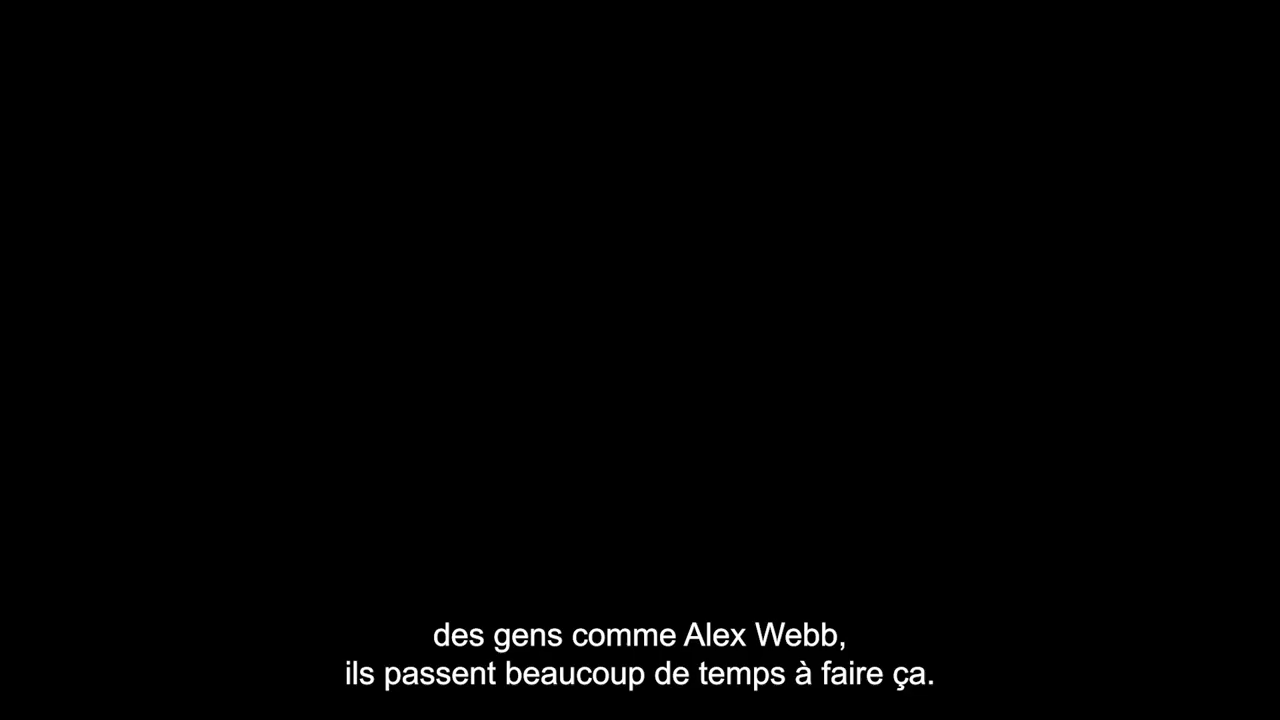 des gens comme Alex Webb,
ils passent beaucoup de temps à faire ça.